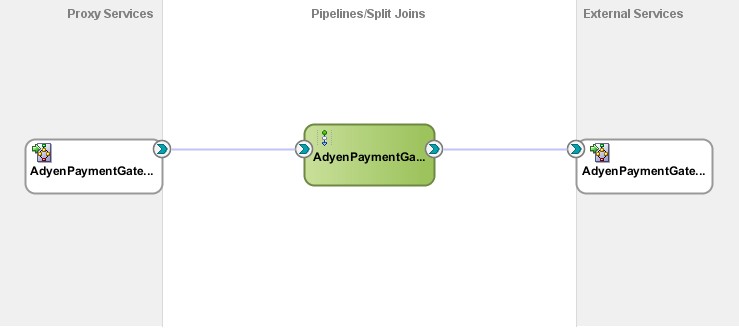 Proxy Services
Pipelines/Split Joins
External Services
AdyenPaymentGate...
AdyenPaymentGa...
AdyenPaymentGate...